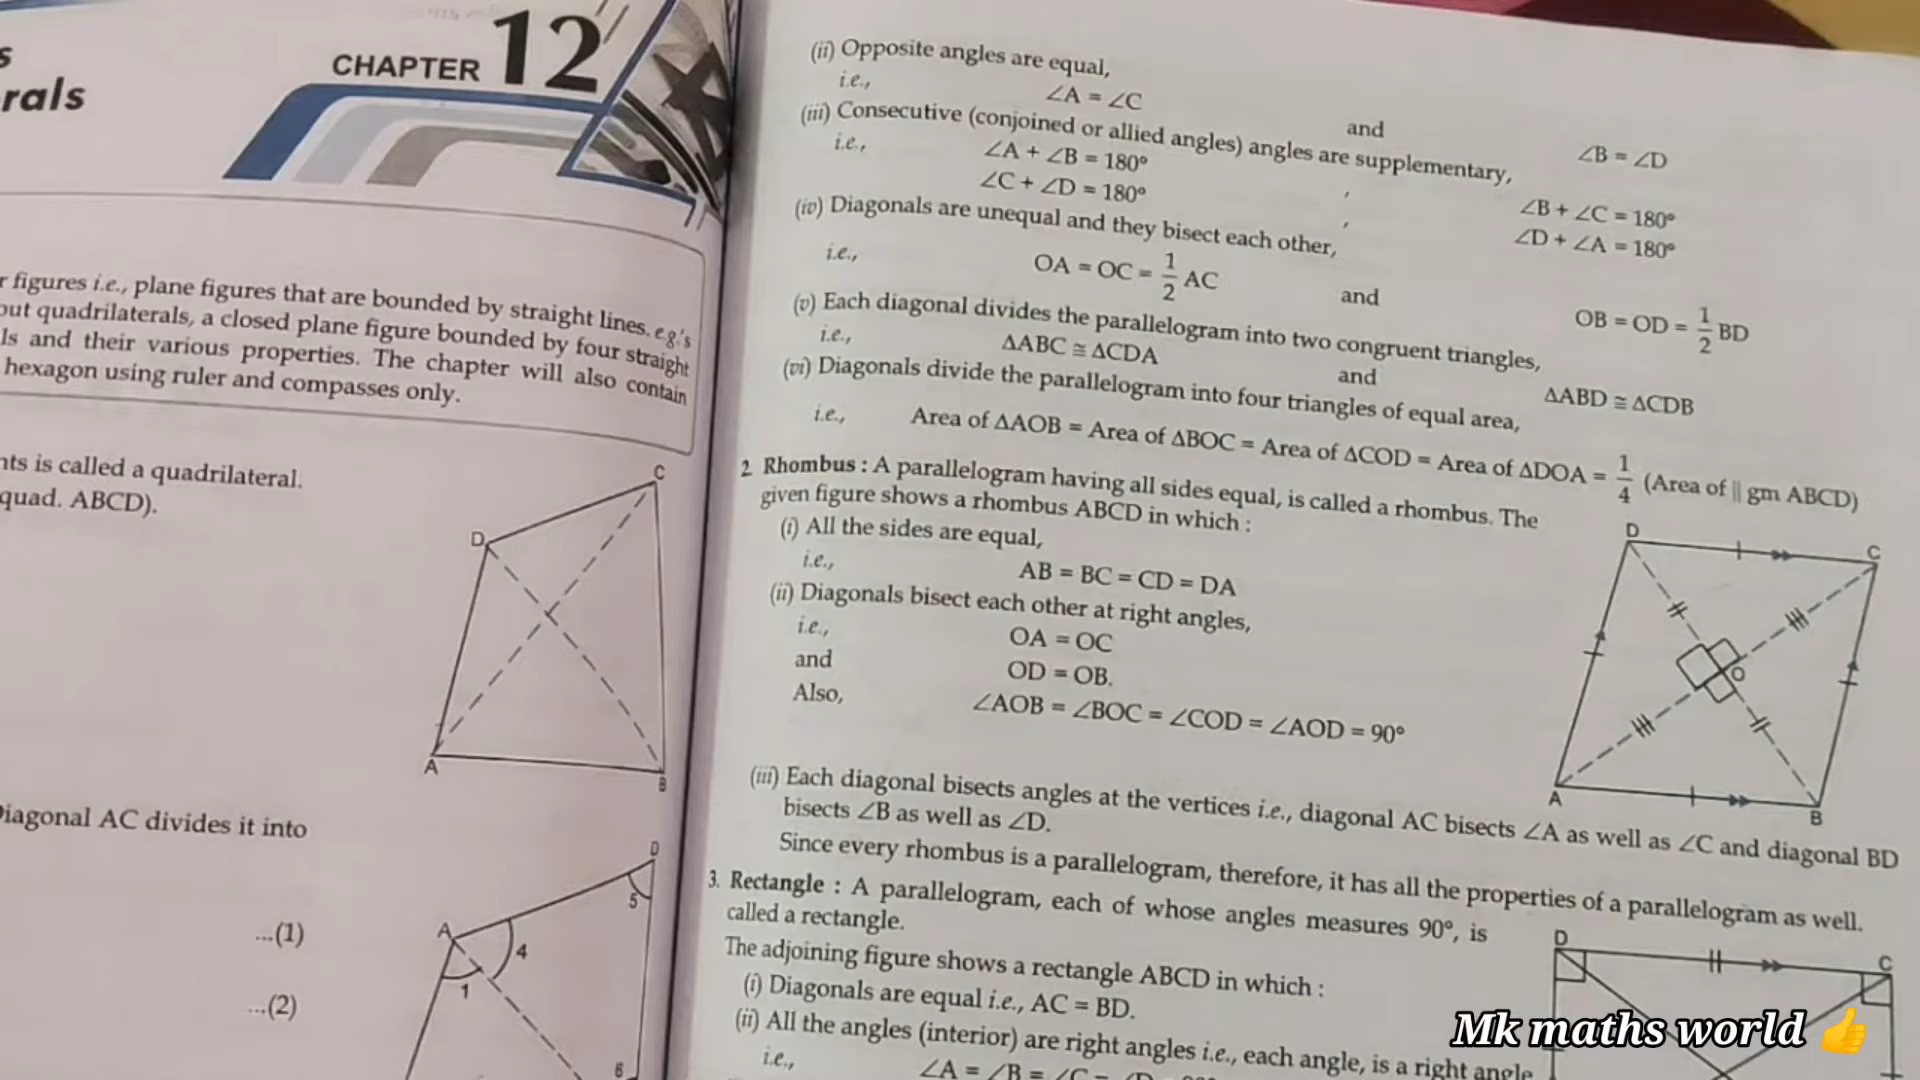 s
rals
CHAPTER 12
r figures i.e., plane figures that are bounded by straight lines. e.g.'s
out quadrilaterals, a closed plane figure bounded by four straight
ls and their various properties. The chapter will also contain
hexagon using ruler and compasses only.
nts is called a quadrilateral.
quad. ABCD).
C
D
A
B
Diagonal AC divides it into
D
5
A
4
1
...(1)
...(2)
6
(ii) Opposite angles are equal,
i.e., ∠A = ∠C and ∠B = ∠D
(iii) Consecutive (conjoined or allied angles) angles are supplementary,
i.e., ∠A + ∠B = 180° , ∠B + ∠C = 180°
∠C + ∠D = 180° , ∠D + ∠A = 180°
(iv) Diagonals are unequal and they bisect each other,
i.e., OA = OC = 1/2 AC and OB = OD = 1/2 BD
(v) Each diagonal divides the parallelogram into two congruent triangles,
i.e., ΔABC ≅ ΔCDA and ΔABD ≅ ΔCDB
(vi) Diagonals divide the parallelogram into four triangles of equal area,
i.e., Area of ΔAOB = Area of ΔBOC = Area of ΔCOD = Area of ΔDOA = 1/4 (Area of || gm ABCD)
2. Rhombus : A parallelogram having all sides equal, is called a rhombus. The
given figure shows a rhombus ABCD in which :
(i) All the sides are equal,
i.e., AB = BC = CD = DA
(ii) Diagonals bisect each other at right angles,
i.e., OA = OC
and OD = OB.
Also, ∠AOB = ∠BOC = ∠COD = ∠AOD = 90°
D
C
O
A
B
(iii) Each diagonal bisects angles at the vertices i.e., diagonal AC bisects ∠A as well as ∠C and diagonal BD
bisects ∠B as well as ∠D.
Since every rhombus is a parallelogram, therefore, it has all the properties of a parallelogram as well.
3. Rectangle : A parallelogram, each of whose angles measures 90°, is
called a rectangle.
The adjoining figure shows a rectangle ABCD in which :
(i) Diagonals are equal i.e., AC = BD.
(ii) All the angles (interior) are right angles i.e., each angle, is a right angle
i.e., ∠A = ∠B = ∠C = ∠D
D
C
Mk maths world 👍